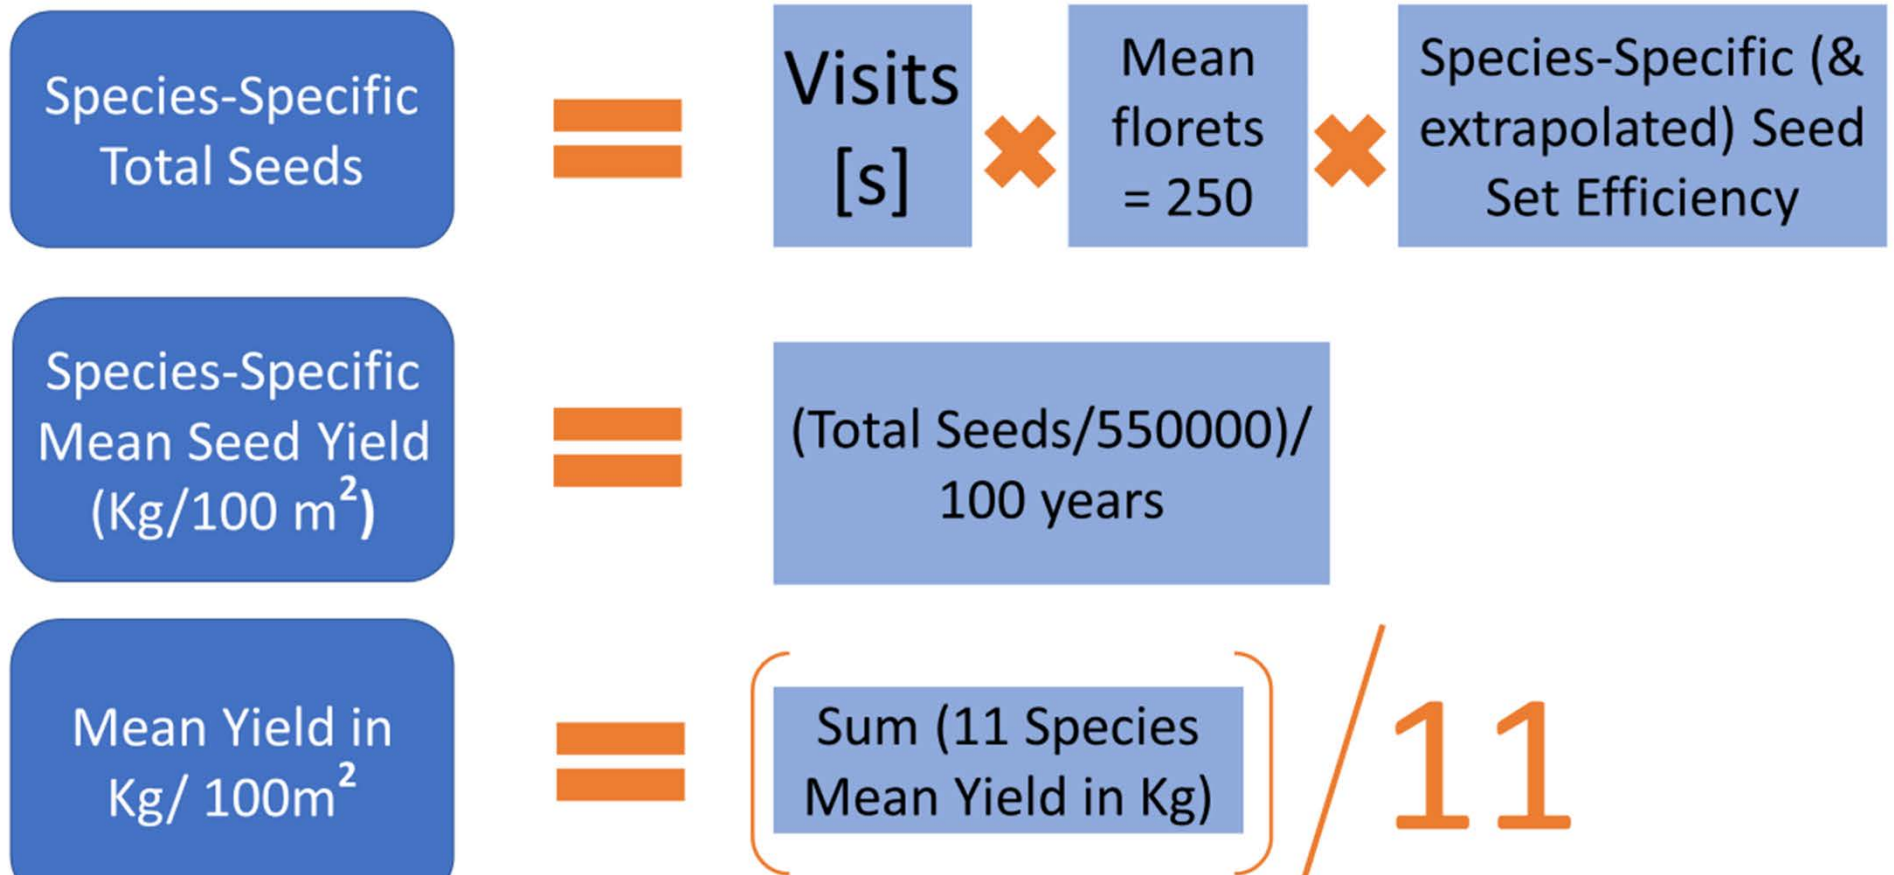 Species-Specific
Total Seeds
=
Visits
[s]
✖
Mean
florets
= 250
✖
Species-Specific (&
extrapolated) Seed
Set Efficiency
Species-Specific
Mean Seed Yield
(Kg/100 m²)
=
(Total Seeds/550000)/
100 years
Mean Yield in
Kg/ 100m²
=
(
Sum (11 Species
Mean Yield in Kg)
)
/11